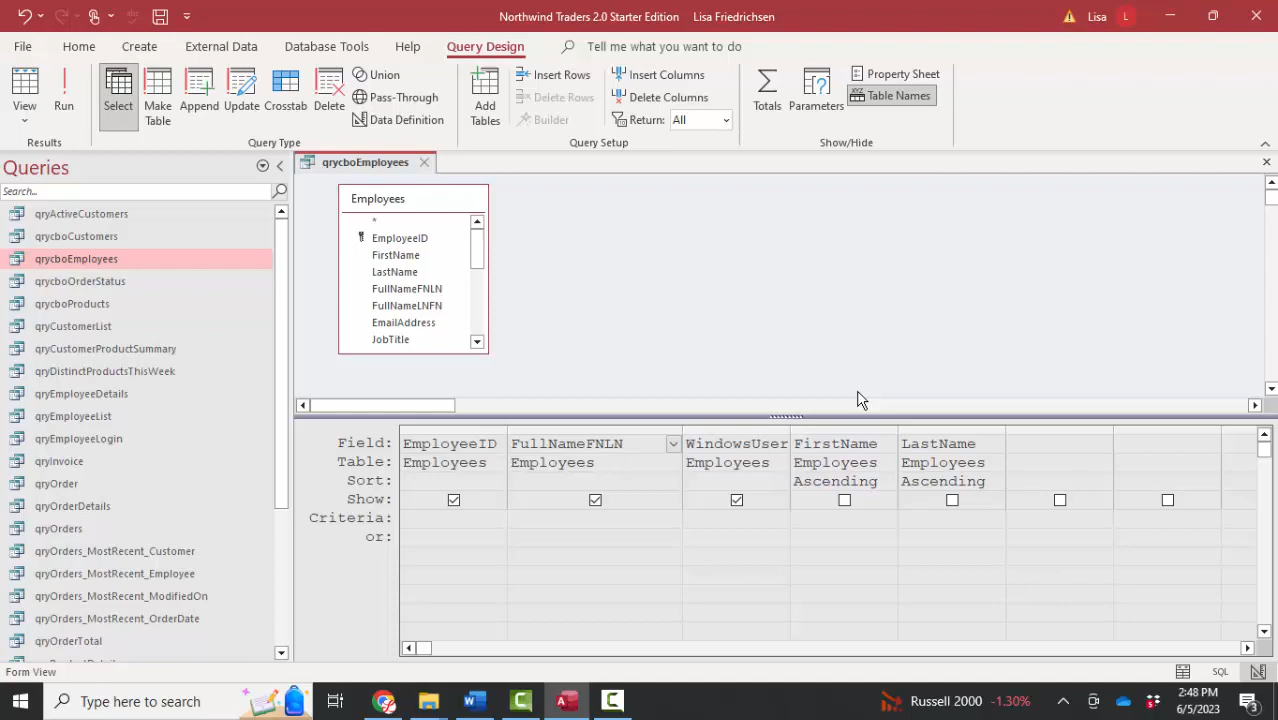 Northwind Traders 2.0 Starter Edition Lisa Friedrichsen Lisa L
File Home Create External Data Database Tools Help Query Design Tell me what you want to do
View Run Select Make Table Append Update Crosstab Delete
Union
Pass-Through
Data Definition
Add Tables
Insert Rows
Delete Rows
Builder
Insert Columns
Delete Columns
Return: All
Totals Parameters
Property Sheet
XYZ Table Names
Results Query Type Query Setup Show/Hide
Queries
Search...
qryActiveCustomers
qrycboCustomers
qrycboEmployees
qrycboOrderStatus
qrycboProducts
qryCustomerList
qryCustomerProductSummary
qryDistinctProductsThisWeek
qryEmployeeDetails
qryEmployeeList
qryEmployeeLogin
qryInvoice
qryOrder
qryOrderDetails
qryOrders
qryOrders_MostRecent_Customer
qryOrders_MostRecent_Employee
qryOrders_MostRecent_ModifiedOn
qryOrders_MostRecent_OrderDate
qryOrderTotal
qrycboEmployees
Employees
*
EmployeeID
FirstName
LastName
FullNameFNLN
FullNameLNFN
EmailAddress
JobTitle
Field: EmployeeID FullNameFNLN WindowsUser FirstName LastName
Table: Employees Employees Employees Employees Employees
Sort: Ascending Ascending
Show:
Criteria:
or:
Form View SQL
Type here to search
W A C C
Russell 2000 -1.30%
2:48 PM
6/5/2023
3